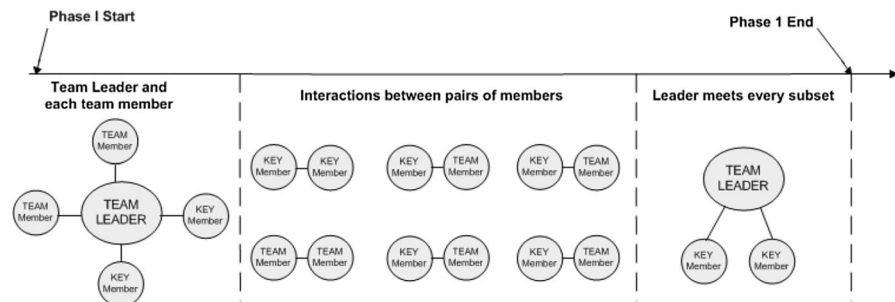 Phase I Start
Phase 1 End
Team Leader and
each team member
Interactions between pairs of members
Leader meets every subset
TEAM
Member
TEAM
Member
TEAM
LEADER
KEY
Member
KEY
Member
KEY
Member
KEY
Member
KEY
Member
TEAM
Member
KEY
Member
TEAM
Member
TEAM
Member
TEAM
Member
KEY
Member
TEAM
Member
KEY
Member
TEAM
Member
TEAM
LEADER
KEY
Member
KEY
Member